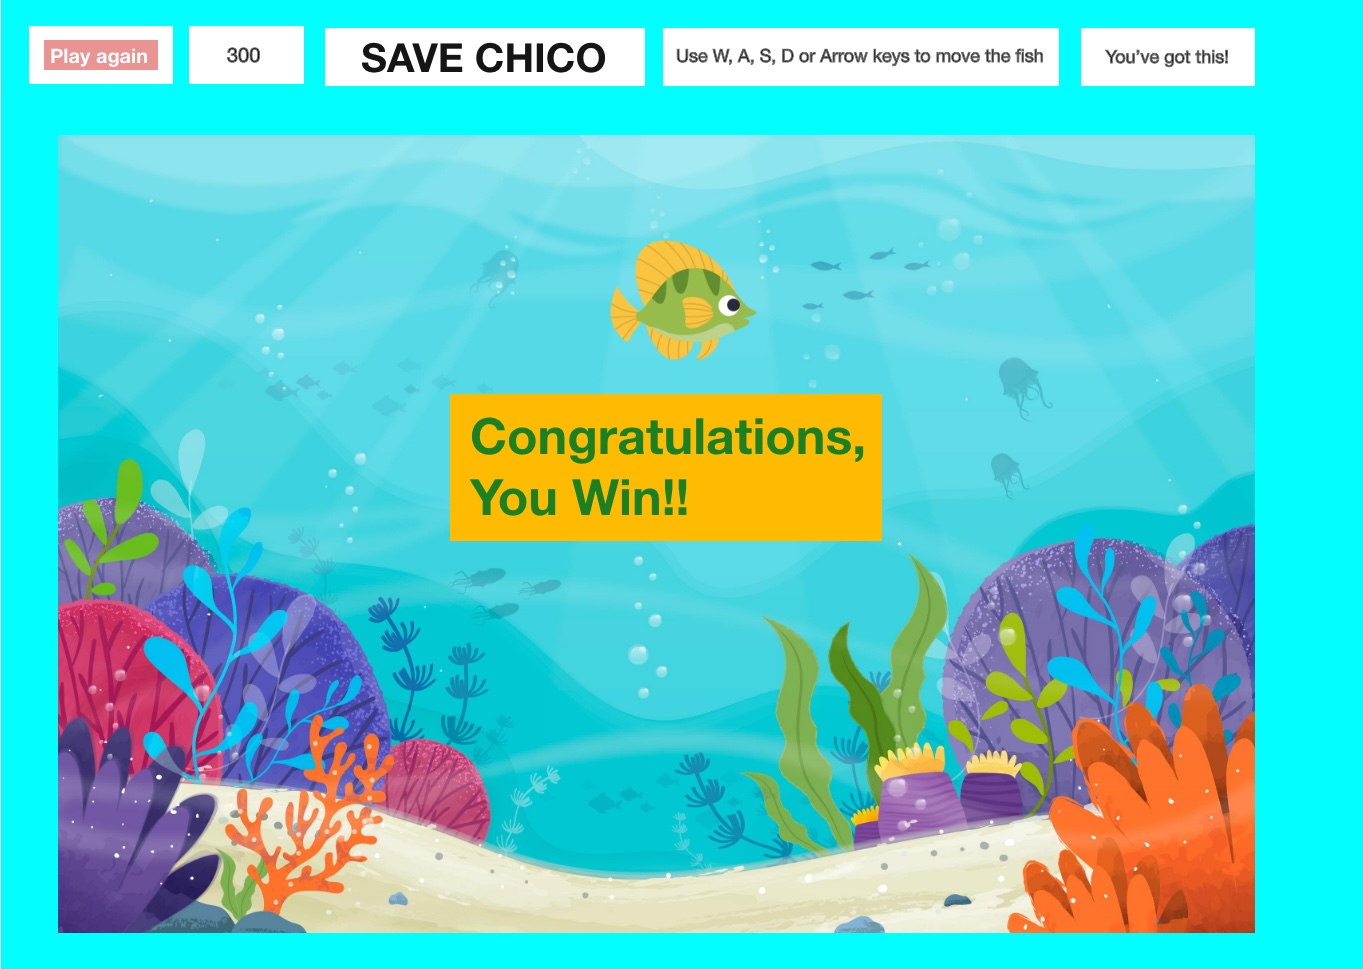 Play again
300
SAVE CHICO
Use W, A, S, D or Arrow keys to move the fish
You’ve got this!
Congratulations,
You Win!!